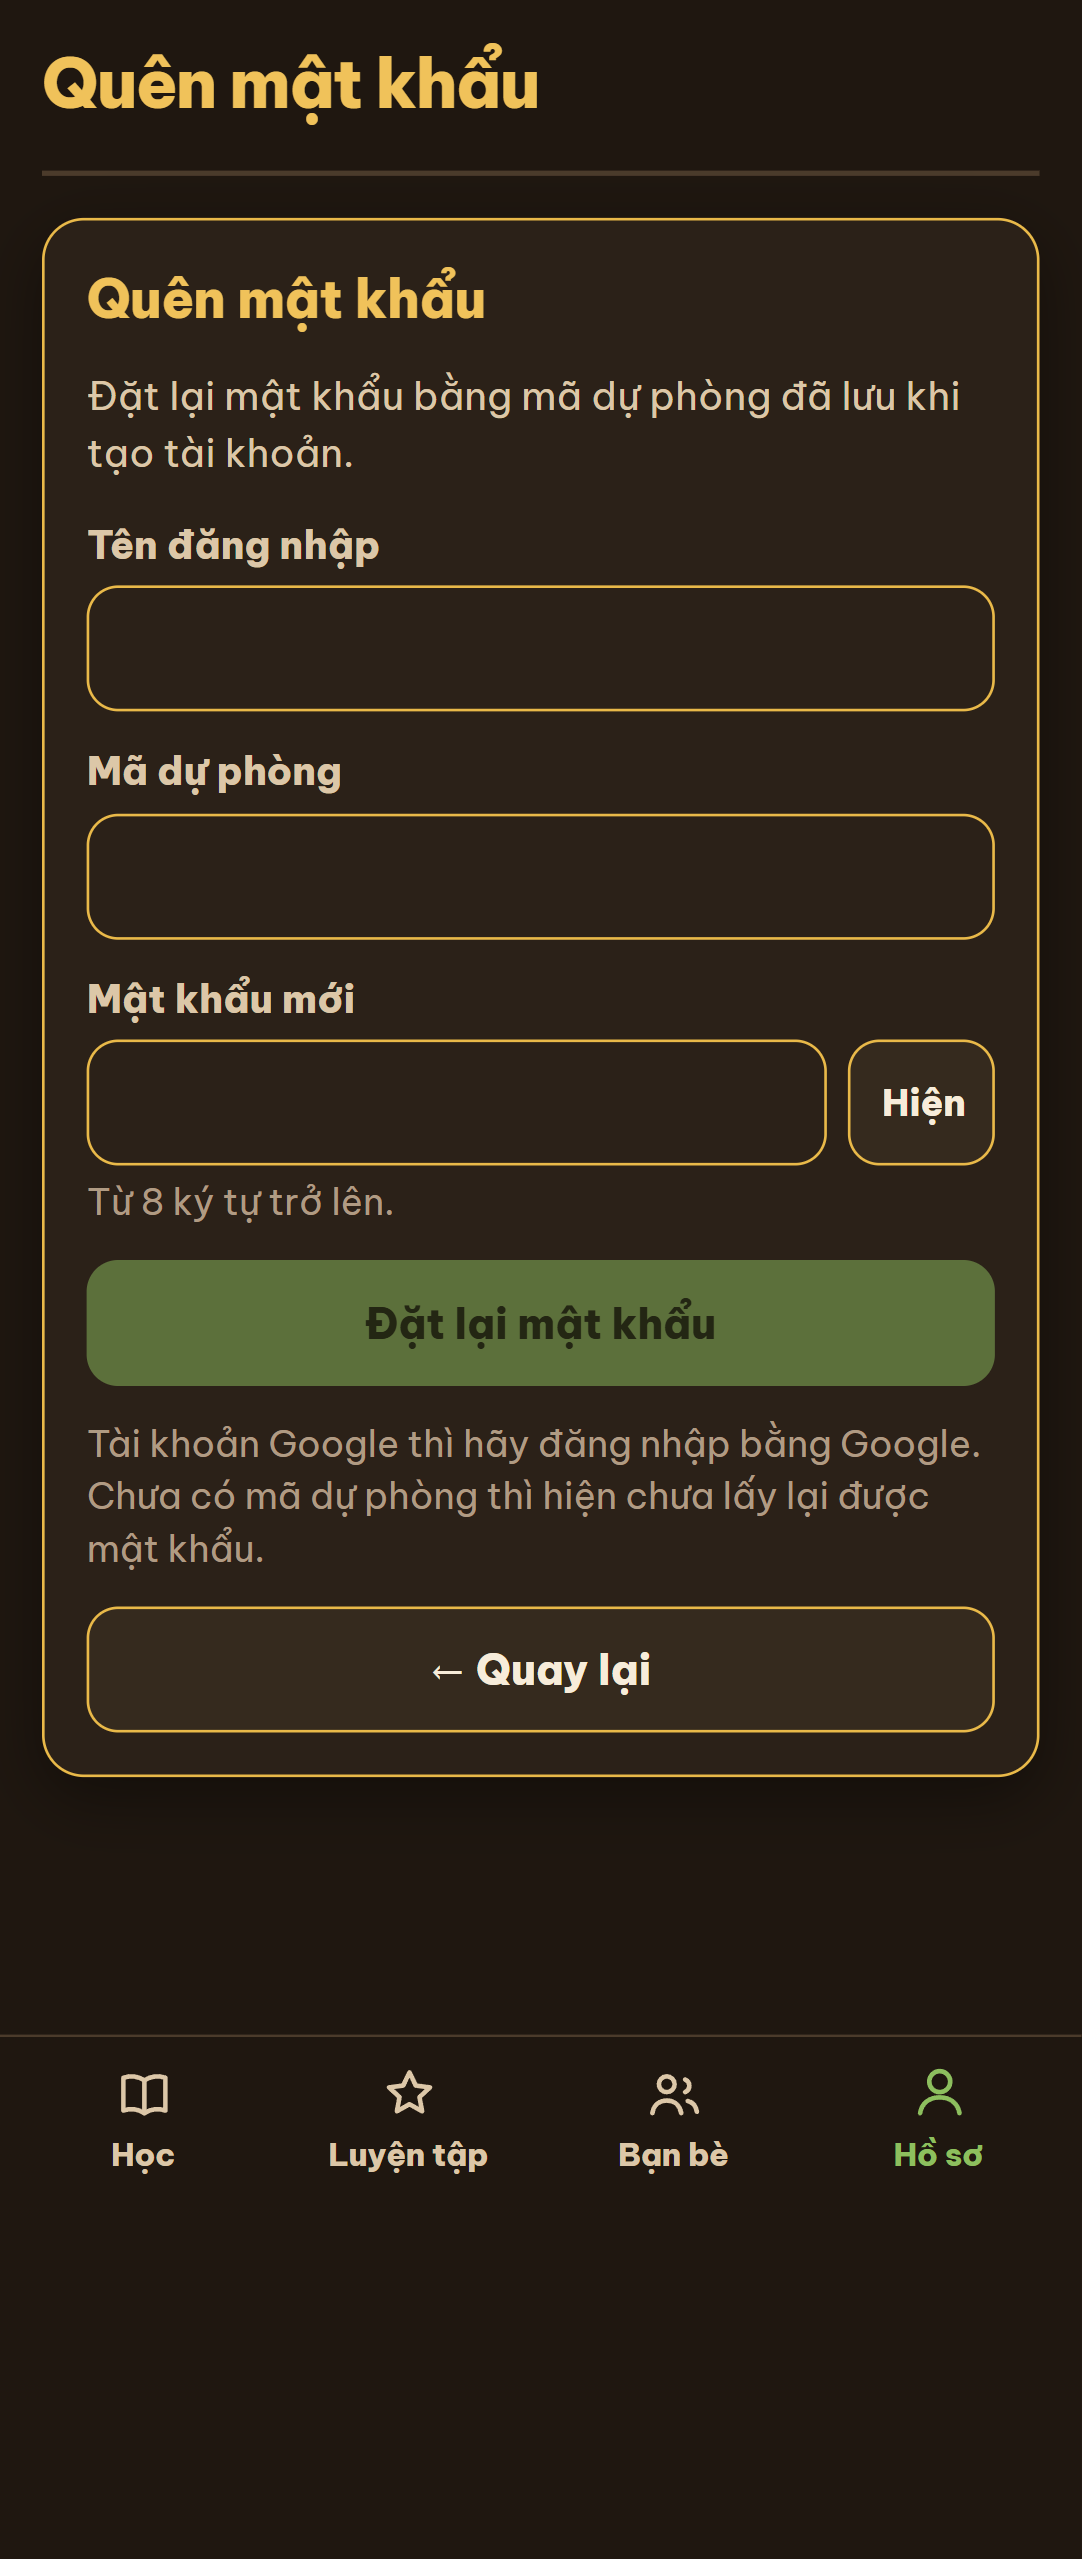 Quên mật khẩu
Quên mật khẩu
Đặt lại mật khẩu bằng mã dự phòng đã lưu khi
tạo tài khoản.
Tên đăng nhập
Mã dự phòng
Mật khẩu mới
Hiện
Từ 8 ký tự trở lên.
Đặt lại mật khẩu
Tài khoản Google thì hãy đăng nhập bằng Google.
Chưa có mã dự phòng thì hiện chưa lấy lại được
mật khẩu.
← Quay lại
Học
Luyện tập
Bạn bè
Hồ sơ